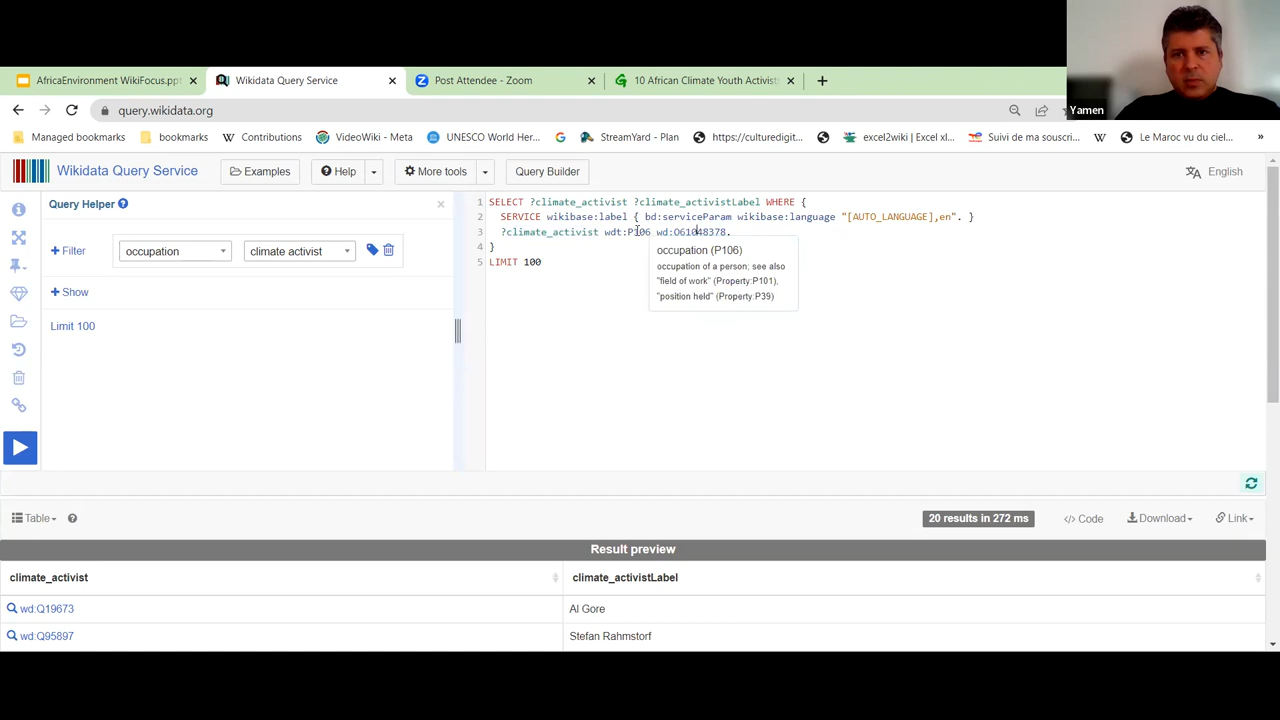 AfricaEnvironment WikiFocus.ppt
Wikidata Query Service
Post Attendee - Zoom
10 African Climate Youth Activists
query.wikidata.org
Yamen
Managed bookmarks
bookmarks
Contributions
VideoWiki - Meta
UNESCO World Her...
StreamYard - Plan
https://culturedigit...
excel2wiki | Excel xl...
Suivi de ma souscri...
Le Maroc vu du ciel...
»
Wikidata Query Service
Examples
Help
More tools
Query Builder
English
Query Helper
+ Filter
occupation
climate activist
+ Show
Limit 100
1 SELECT ?climate_activist ?climate_activistLabel WHERE {
2 SERVICE wikibase:label { bd:serviceParam wikibase:language "[AUTO_LANGUAGE],en". }
3 ?climate_activist wdt:P106 wd:Q61048378.
4 }
5 LIMIT 100
occupation (P106)
occupation of a person; see also
"field of work" (Property:P101),
"position held" (Property:P39)
Table
20 results in 272 ms
</> Code
Download
Link
Result preview
climate_activist
climate_activistLabel
wd:Q19673
Al Gore
wd:Q95897
Stefan Rahmstorf